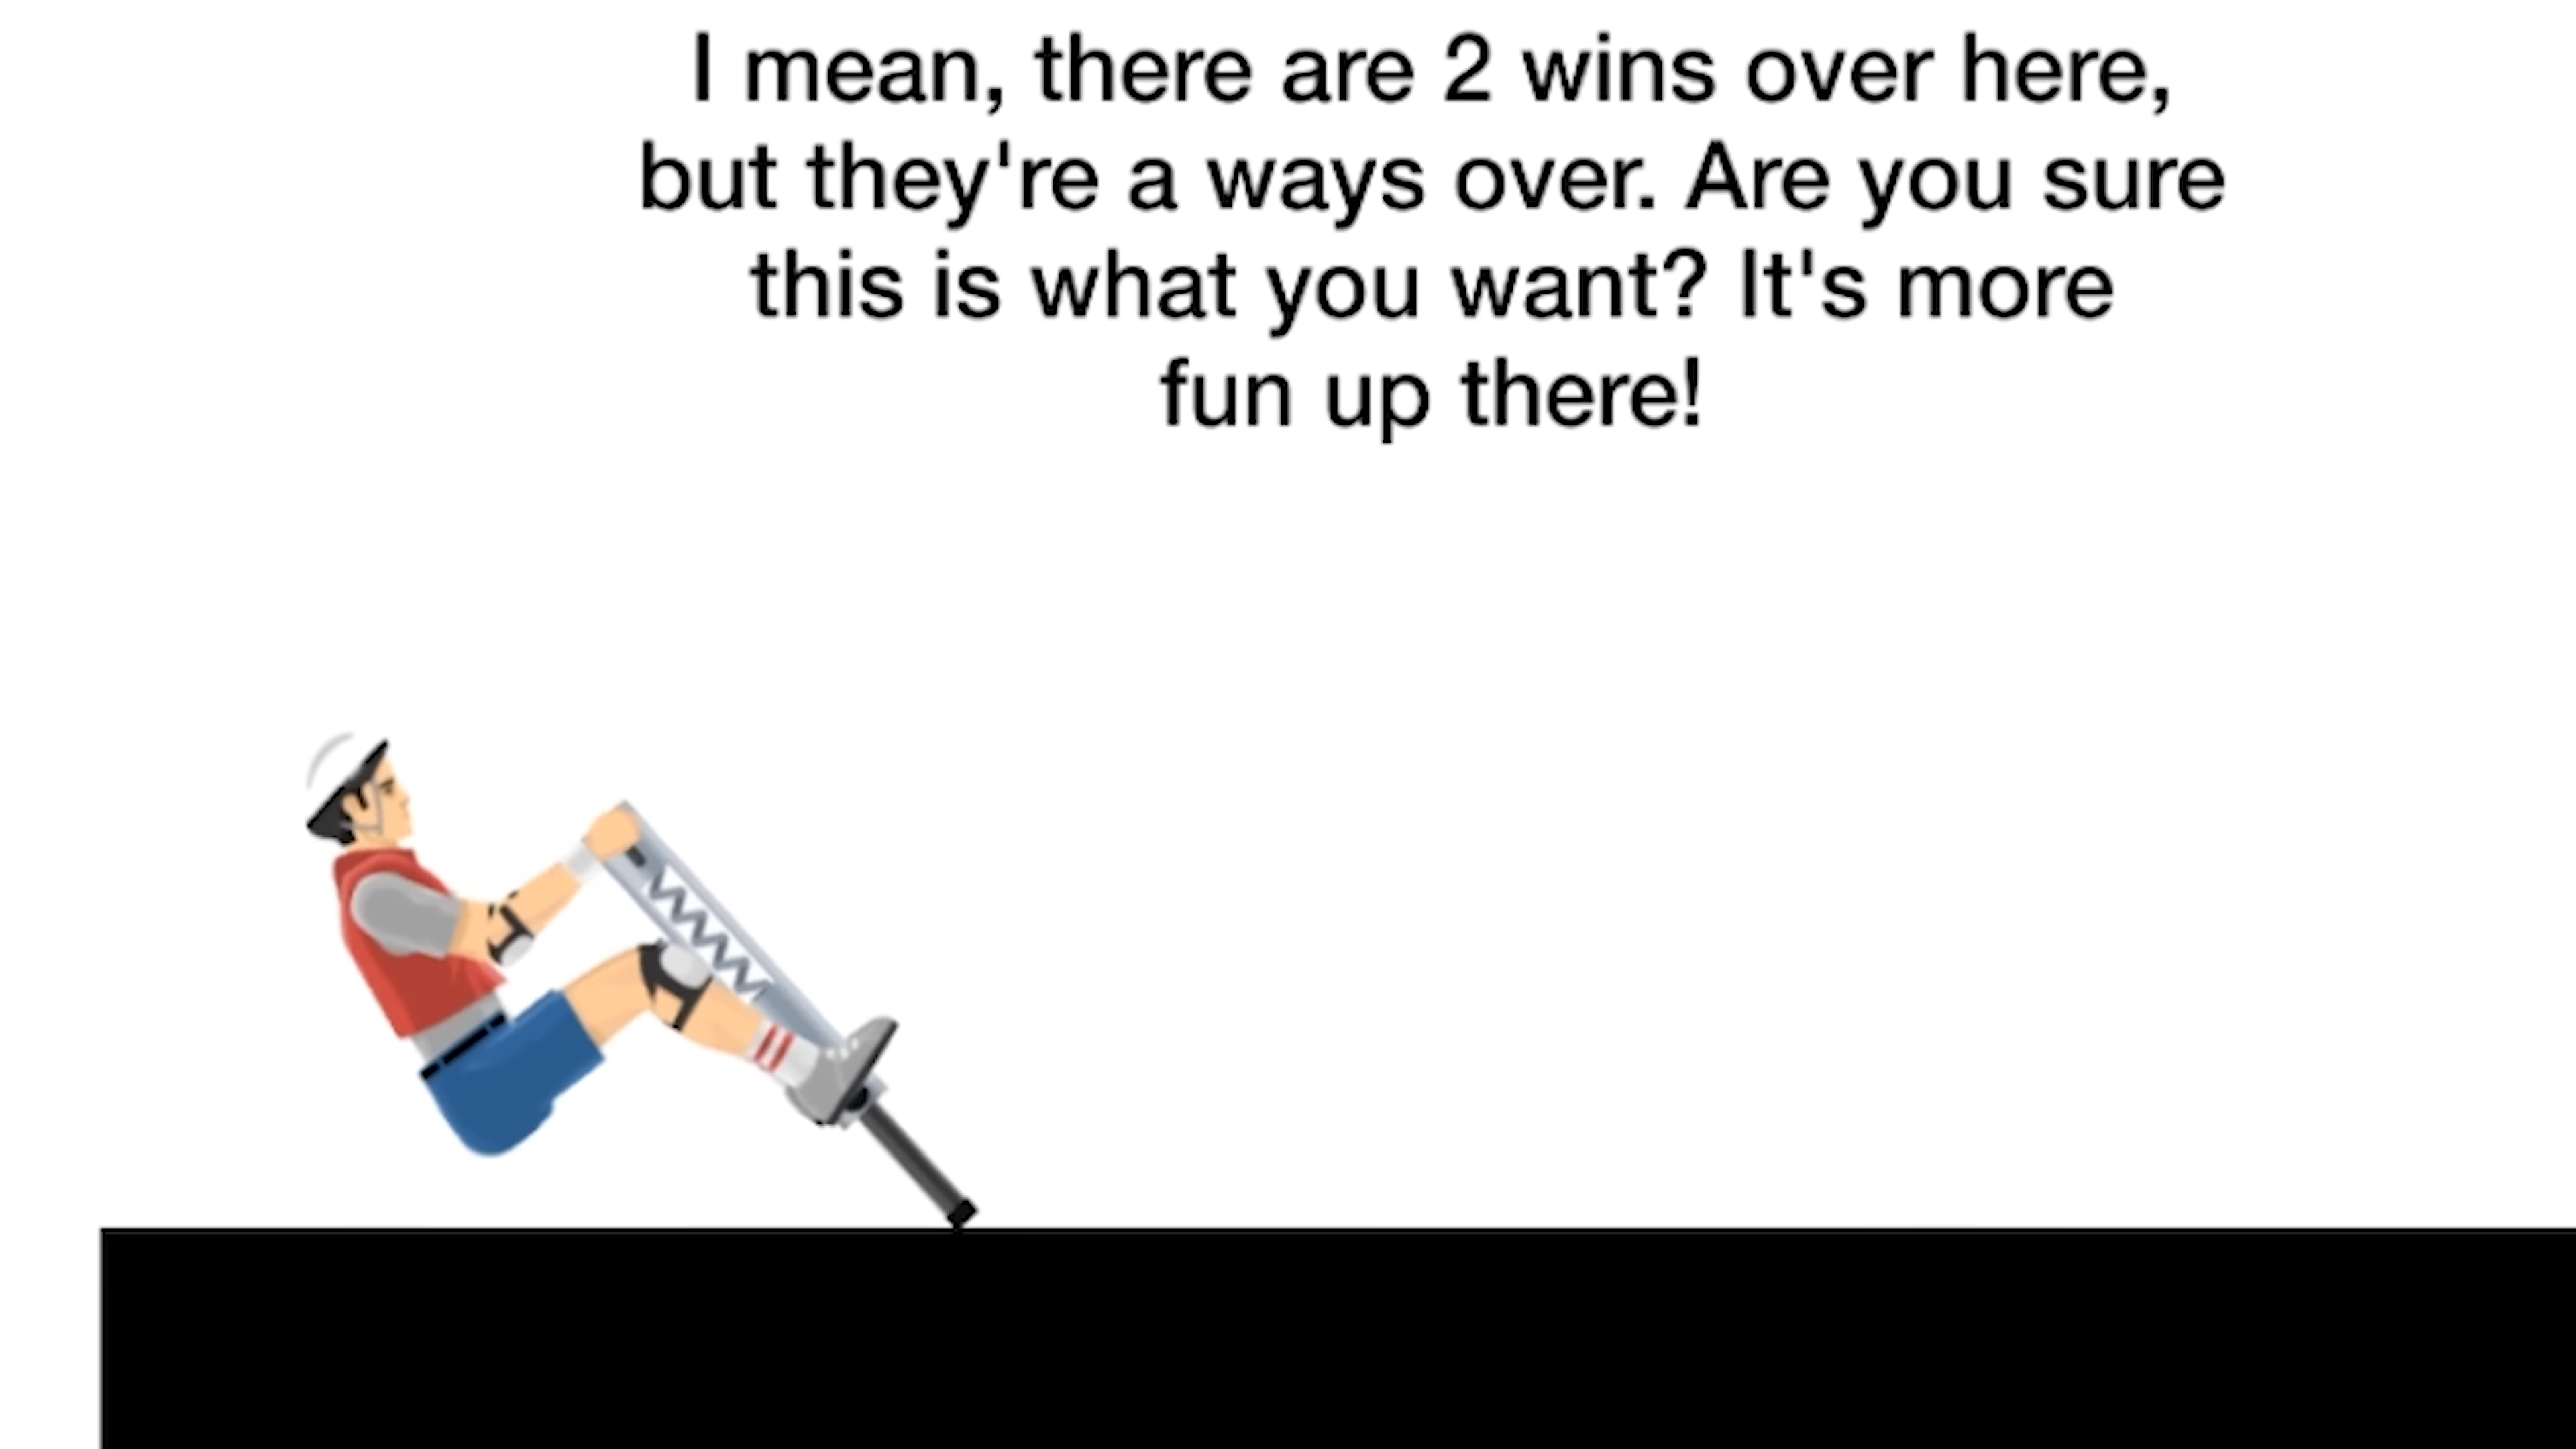 I mean, there are 2 wins over here,
but they're a ways over. Are you sure
this is what you want? It's more
fun up there!